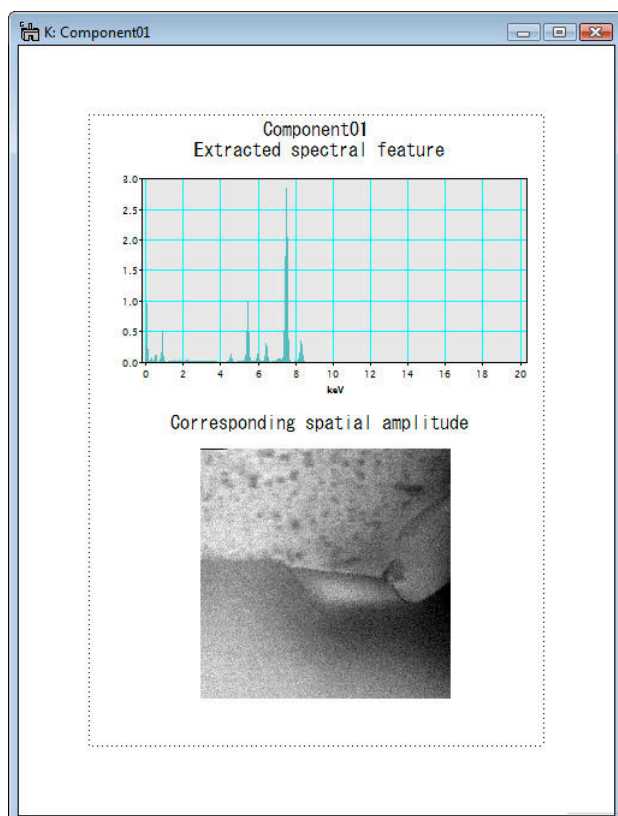 K: Component01
Component01
Extracted spectral feature
3.0
2.5
2.0
1.5
1.0
0.5
0.0
0 2 4 6 8 10 12 14 16 18 20
keV
Corresponding spatial amplitude